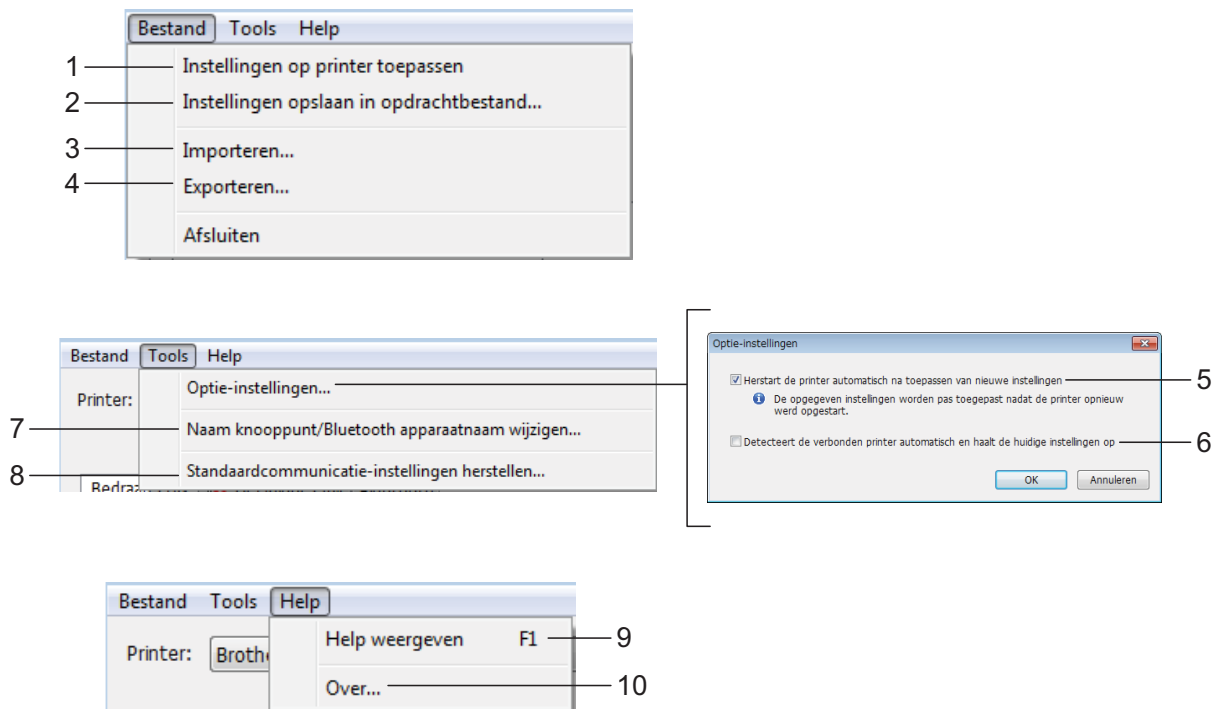 Bestand Tools Help
1 Instellingen op printer toepassen
2 Instellingen opslaan in opdrachtbestand...
3 Importeren...
4 Exporteren...
Afsluiten
Bestand Tools Help
Printer:
Optie-instellingen...
7 Naam knooppunt/Bluetooth apparaatnaam wijzigen...
8 Standaardcommunicatie-instellingen herstellen...
Optie-instellingen
Herstart de printer automatisch na toepassen van nieuwe instellingen 5
De opgegeven instellingen worden pas toegepast nadat de printer opnieuw
werd opgestart.
Detecteert de verbonden printer automatisch en haalt de huidige instellingen op 6
OK Annuleren
Bestand Tools Help
Printer: Broth
Help weergeven F1 9
Over... 10